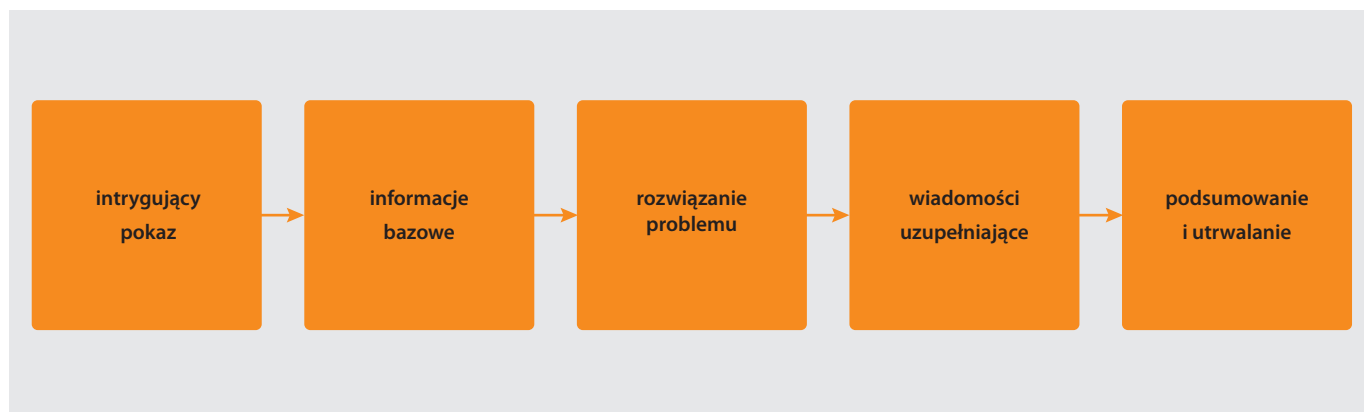 intrygujący
pokaz
informacje
bazowe
rozwiązanie
problemu
wiadomości
uzupełniające
podsumowanie
i utrwalanie